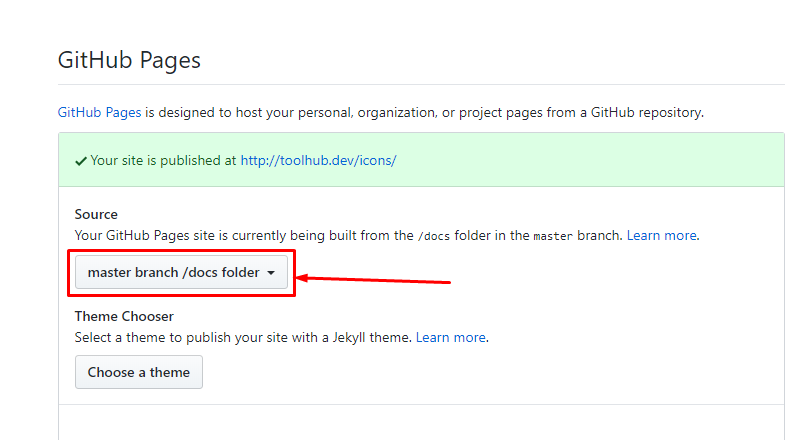 GitHub Pages
GitHub Pages is designed to host your personal, organization, or project pages from a GitHub repository.
Your site is published at http://toolhub.dev/icons/
Source
Your GitHub Pages site is currently being built from the /docs folder in the master branch. Learn more.
master branch /docs folder
Theme Chooser
Select a theme to publish your site with a Jekyll theme. Learn more.
Choose a theme